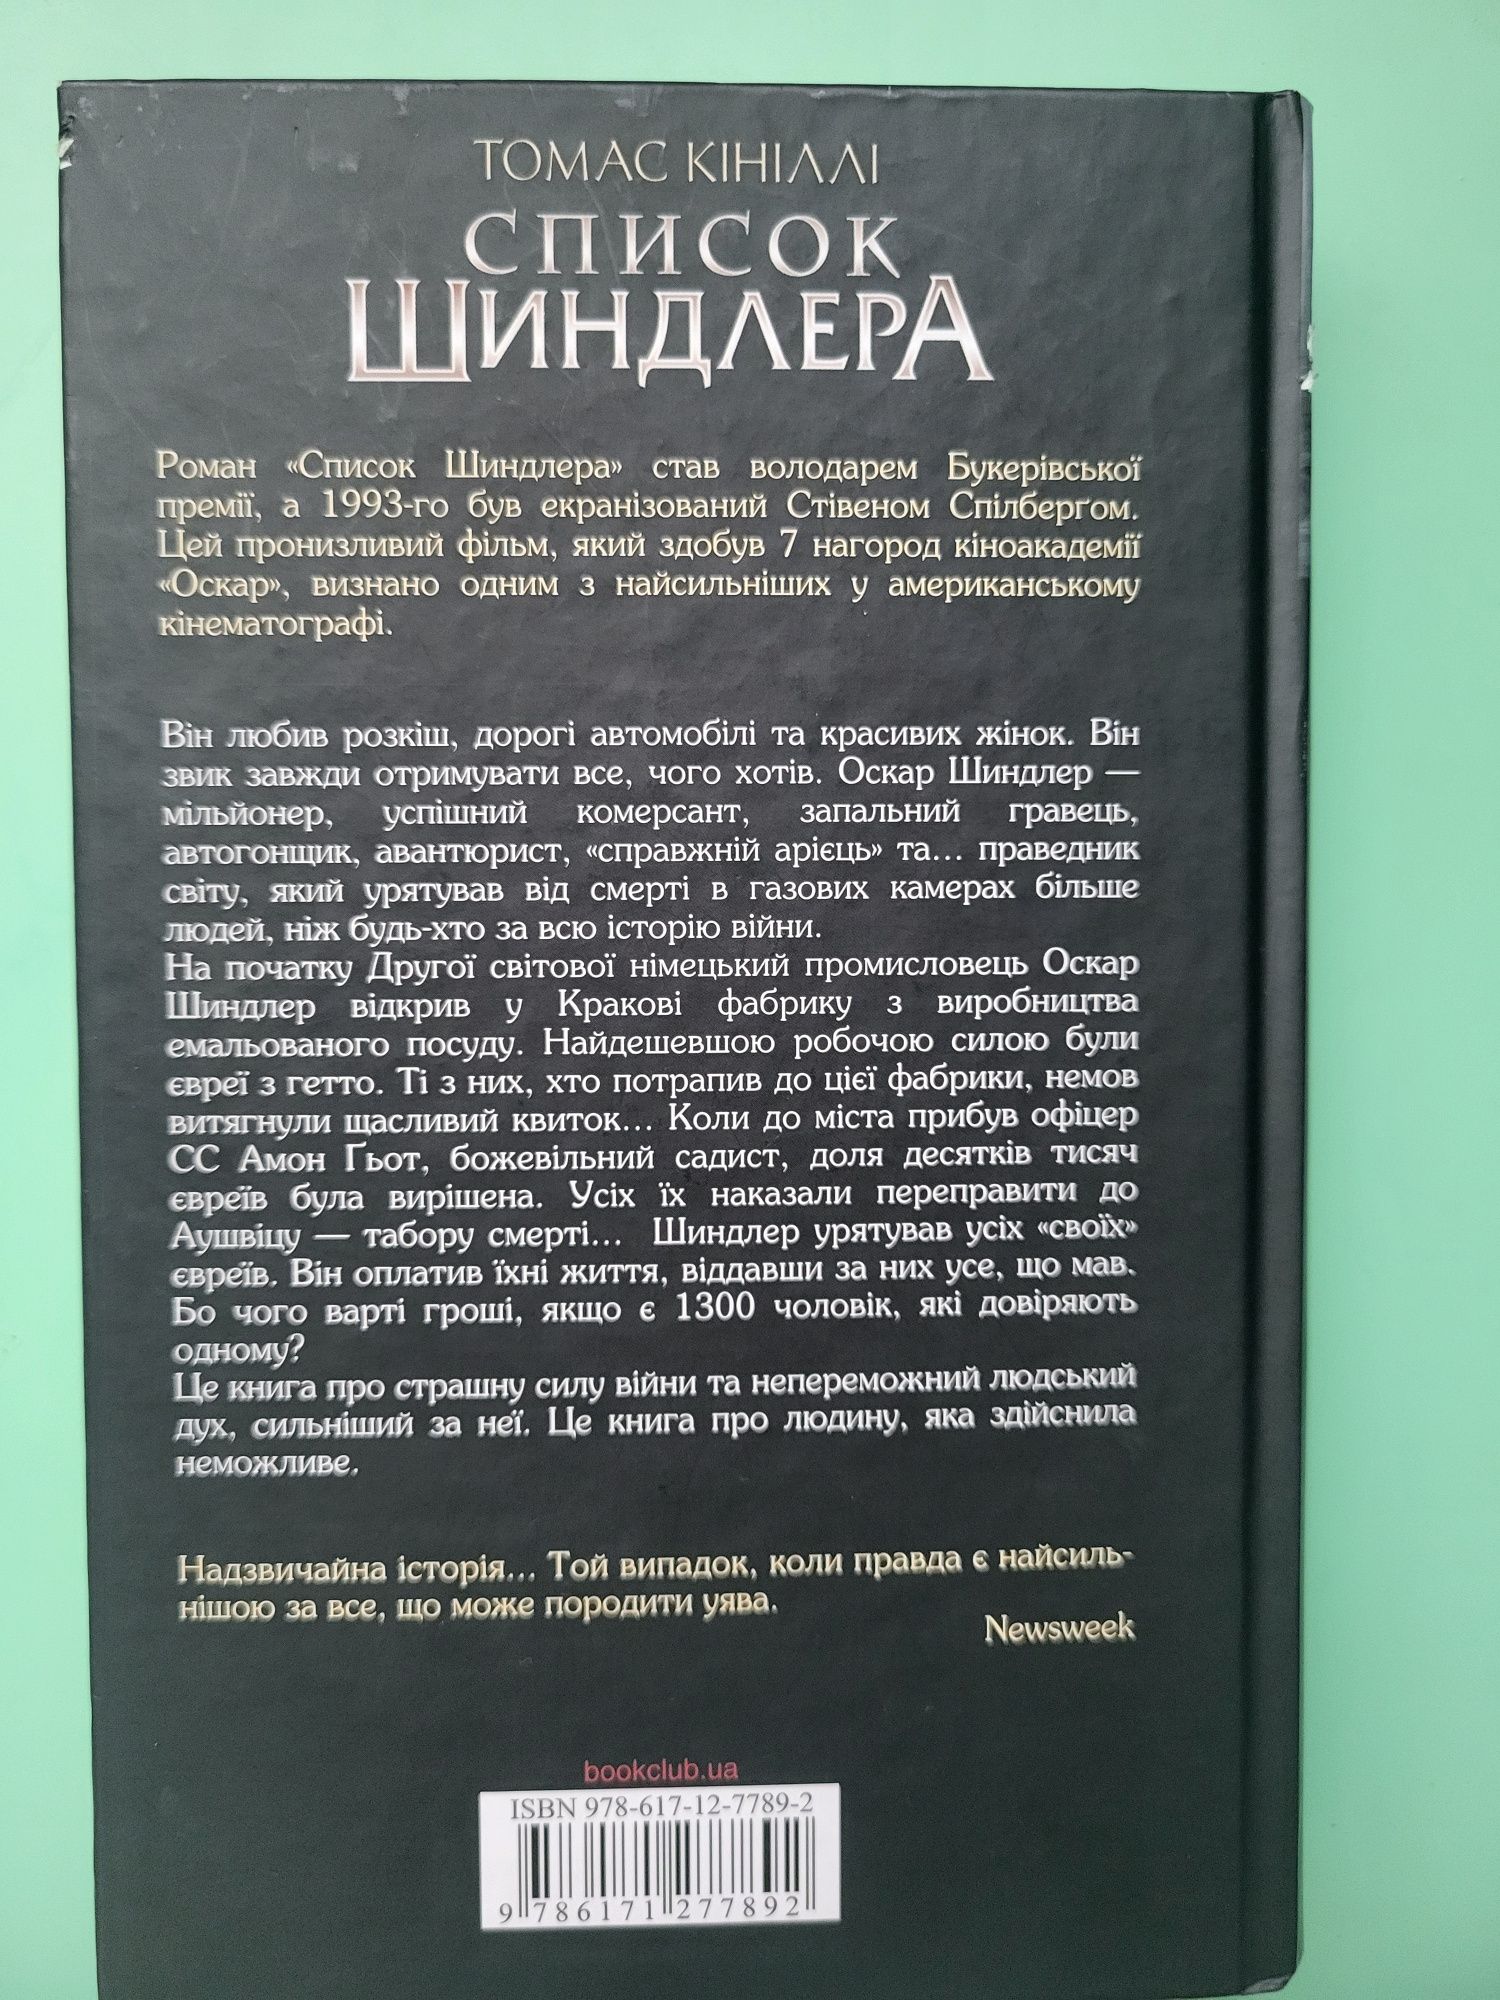 ТОМАС КІНІЛЛІ
СПИСОК
ШИНДЛЕРА
Роман «Список Шиндлера» став володарем Букерівської
премії, а 1993-го був екранізований Стівеном Спілберґом.
Цей пронизливий фільм, який здобув 7 нагород кіноакадемії
«Оскар», визнано одним з найсильніших у американському
кінематографі.
Він любив розкіш, дорогі автомобілі та красивих жінок. Він
звик завжди отримувати все, чого хотів. Оскар Шиндлер —
мільйонер, успішний комерсант, запальний гравець,
автогонщик, авантюрист, «справжній арієць» та... праведник
світу, який урятував від смерті в газових камерах більше
людей, ніж будь-хто за всю історію війни.
На початку Другої світової німецький промисловець Оскар
Шиндлер відкрив у Кракові фабрику з виробництва
емальованого посуду. Найдешевшою робочою силою були
євреї з гетто. Ті з них, хто потрапив до цієї фабрики, немов
витягнули щасливий квиток... Коли до міста прибув офіцер
СС Амон Ґьот, божевільний садист, доля десятків тисяч
євреїв була вирішена. Усіх їх наказали переправити до
Аушвіцу — табору смерті... Шиндлер урятував усіх «своїх»
євреїв. Він оплатив їхні життя, віддавши за них усе, що мав.
Бо чого варті гроші, якщо є 1300 чоловік, які довіряють
одному?
Це книга про страшну силу війни та непереможний людський
дух, сильніший за неї. Це книга про людину, яка здійснила
неможливе.
Надзвичайна історія... Той випадок, коли правда є найсиль-
нішою за все, що може породити уява.
Newsweek
bookclub.ua
ISBN 978-617-12-7789-2
9 786171 277892